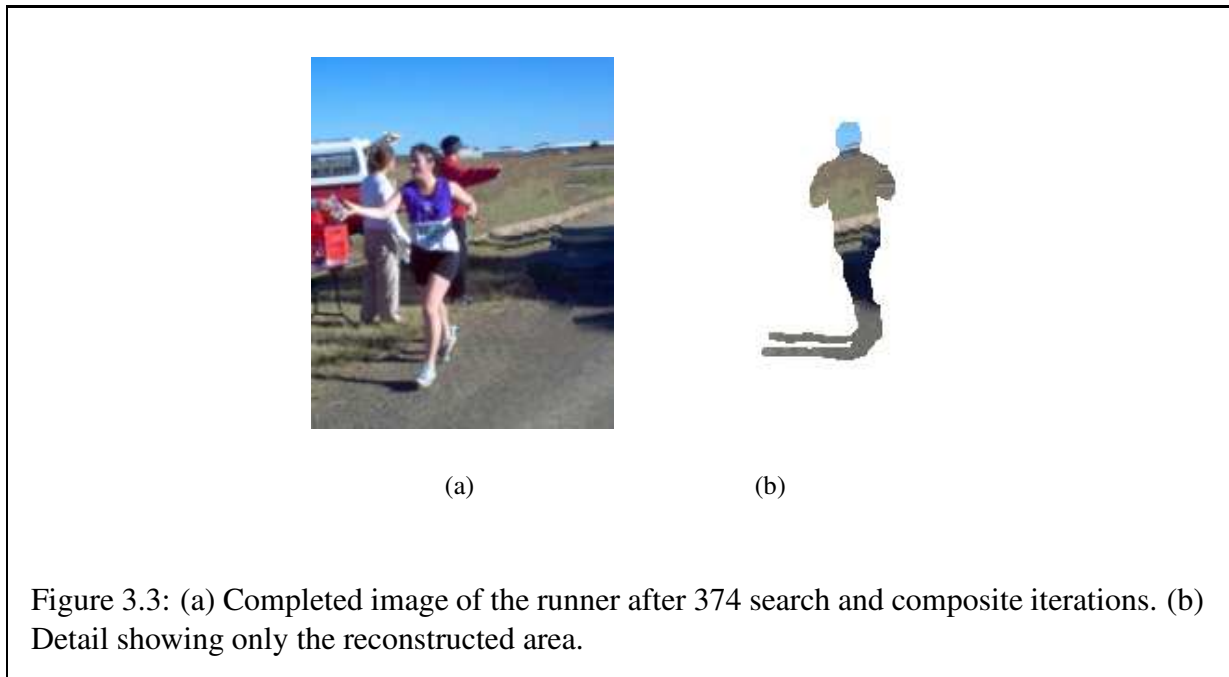 (a)
(b)
Figure 3.3: (a) Completed image of the runner after 374 search and composite iterations. (b)
Detail showing only the reconstructed area.